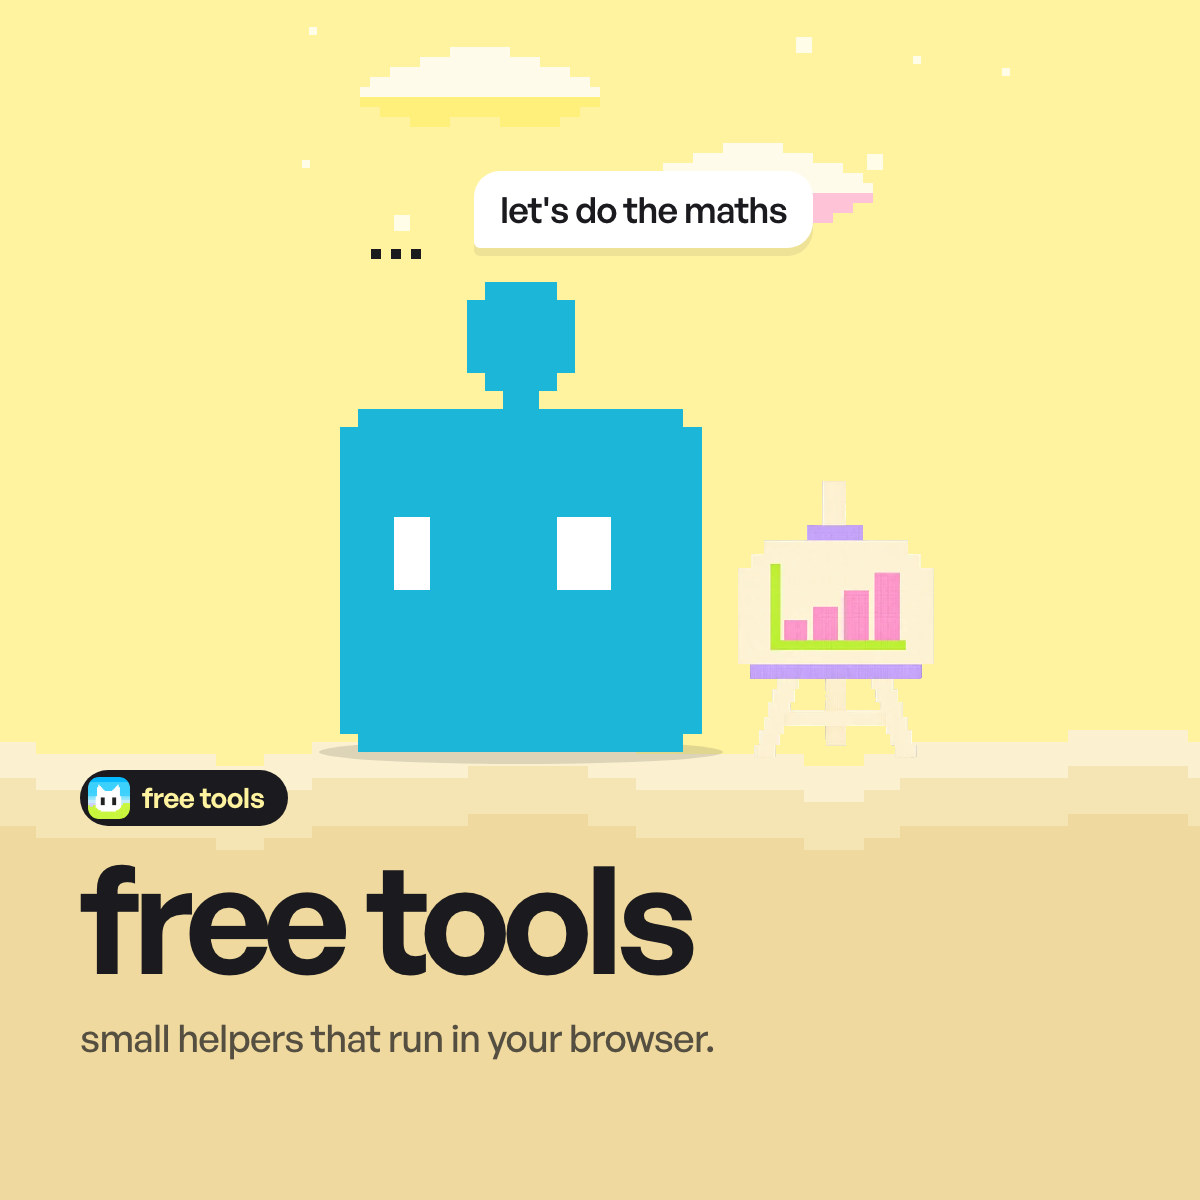 let's do the maths
free tools
free tools
small helpers that run in your browser.